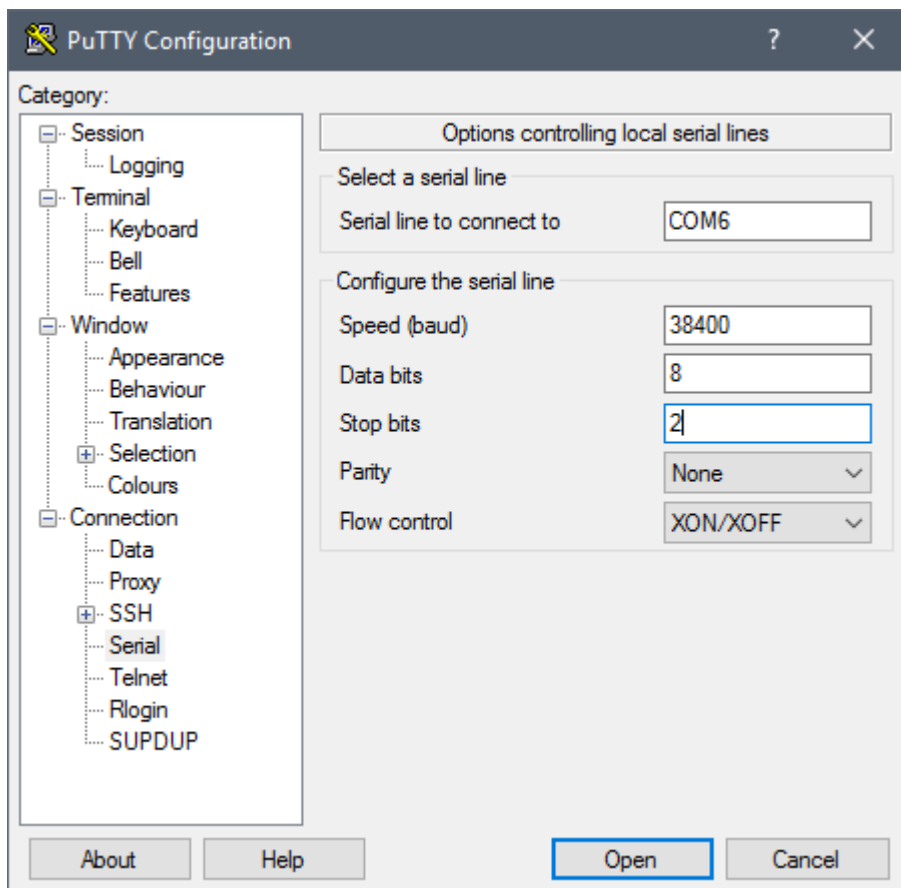 PuTTY Configuration
?
Category:
Session
Logging
Terminal
Keyboard
Bell
Features
Window
Appearance
Behaviour
Translation
Selection
Colours
Connection
Data
Proxy
SSH
Serial
Telnet
Rlogin
SUPDUP
Options controlling local serial lines
Select a serial line
Serial line to connect to COM6
Configure the serial line
Speed (baud) 38400
Data bits 8
Stop bits 2
Parity None
Flow control XON/XOFF
About Help Open Cancel